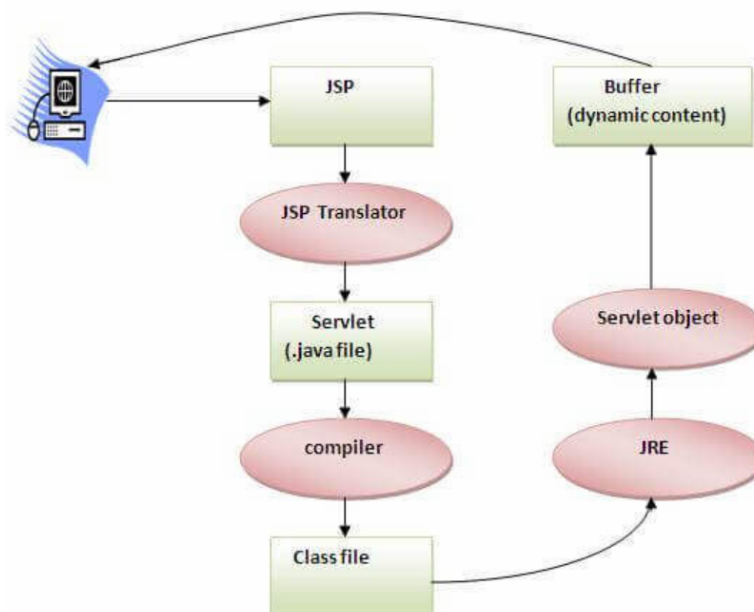 JSP
JSP Translator
Servlet
(.java file)
compiler
Class file
JRE
Servlet object
Buffer
(dynamic content)